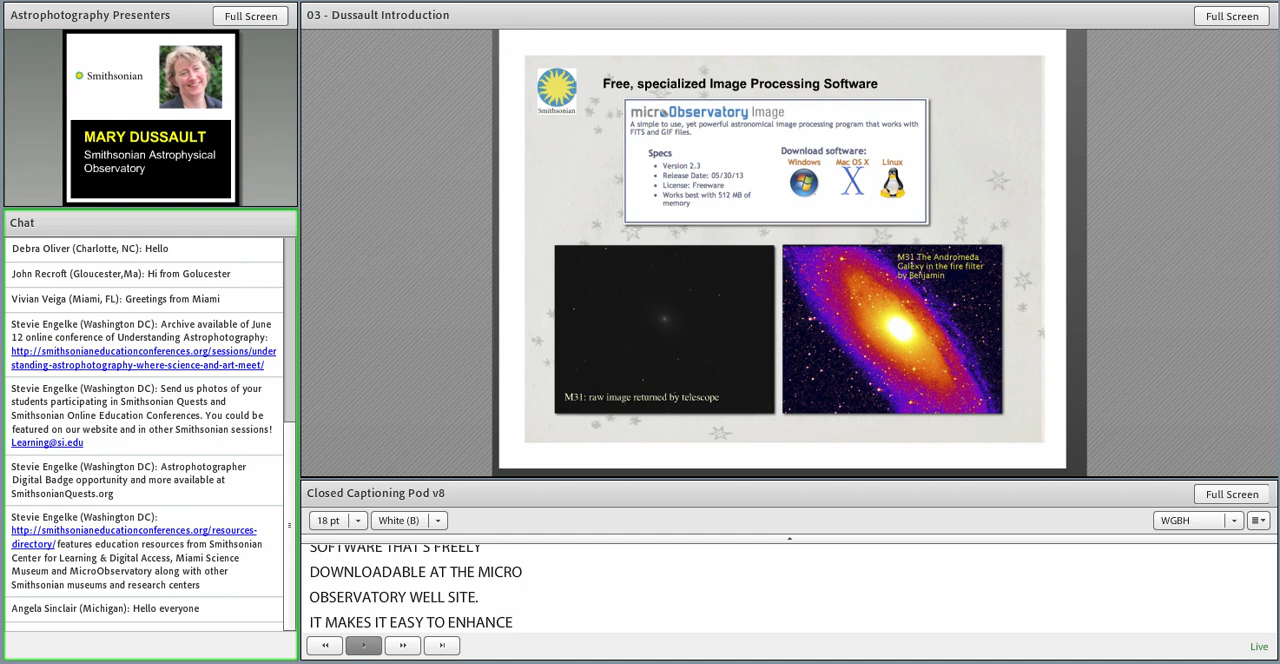 Astrophotography Presenters
Full Screen
Smithsonian
MARY DUSSAULT
Smithsonian Astrophysical
Observatory
Chat
Debra Oliver (Charlotte, NC): Hello
John Recroft (Gloucester,Ma): Hi from Golucester
Vivian Veiga (Miami, FL): Greetings from Miami
Stevie Engelke (Washington DC): Archive available of June
12 online conference of Understanding Astrophotography:
http://smithsonianeducationconferences.org/sessions/under
standing-astrophotography-where-science-and-art-meet/
Stevie Engelke (Washington DC): Send us photos of your
students participating in Smithsonian Quests and
Smithsonian Online Education Conferences. You could be
featured on our website and in other Smithsonian sessions!
Learning@si.edu
Stevie Engelke (Washington DC): Astrophotographer
Digital Badge opportunity and more available at
SmithsonianQuests.org
Stevie Engelke (Washington DC):
http://smithsonianeducationconferences.org/resources-
directory/ features education resources from Smithsonian
Center for Learning & Digital Access, Miami Science
Museum and MicroObservatory along with other
Smithsonian museums and research centers
Angela Sinclair (Michigan): Hello everyone
03 - Dussault Introduction
Full Screen
Smithsonian
Free, specialized Image Processing Software
microObservatory Image
A simple to use, yet powerful astronomical image processing program that works with
FITS and GIF files.
Specs
Version 2.3
Release Date: 05/30/13
License: Freeware
Works best with 512 MB of
memory
Download software:
Windows Mac OS X Linux
M31: raw image returned by telescope
M31 The Andromeda
Galexy in the fire filter
by Benjamin
Closed Captioning Pod v8
Full Screen
18 pt
White (B)
WGBH
SOFTWARE THAT'S FREELY
DOWNLOADABLE AT THE MICRO
OBSERVATORY WELL SITE.
IT MAKES IT EASY TO ENHANCE
Live